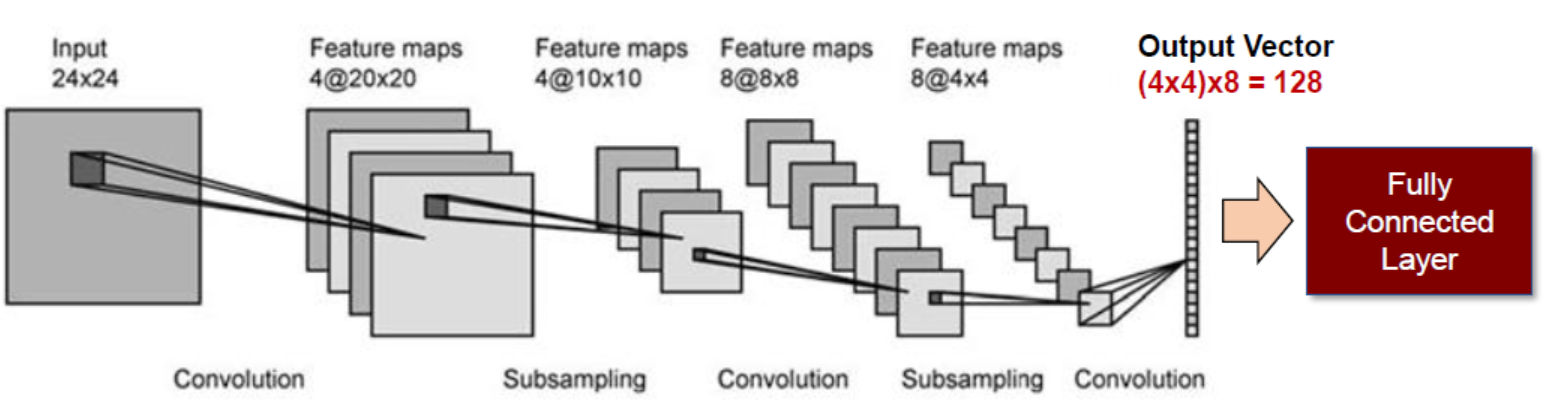 Input
24x24
Feature maps
4@20x20
Feature maps
4@10x10
Feature maps
8@8x8
Feature maps
8@4x4
Output Vector
(4x4)x8 = 128
Fully
Connected
Layer
Convolution
Subsampling
Convolution
Subsampling
Convolution